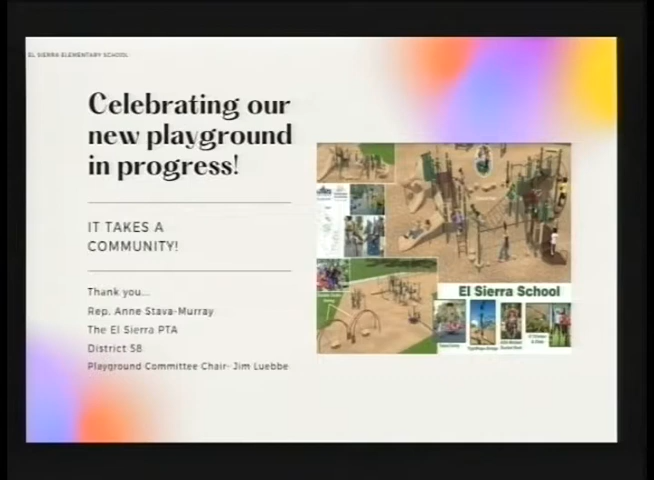 EL SIERRA ELEMENTARY SCHOOL
Celebrating our
new playground
in progress!
IT TAKES A
COMMUNITY!
Thank you...
Rep. Anne Stava-Murray
The El Sierra PTA
District 58
Playground Committee Chair- Jim Luebbe
El Sierra School